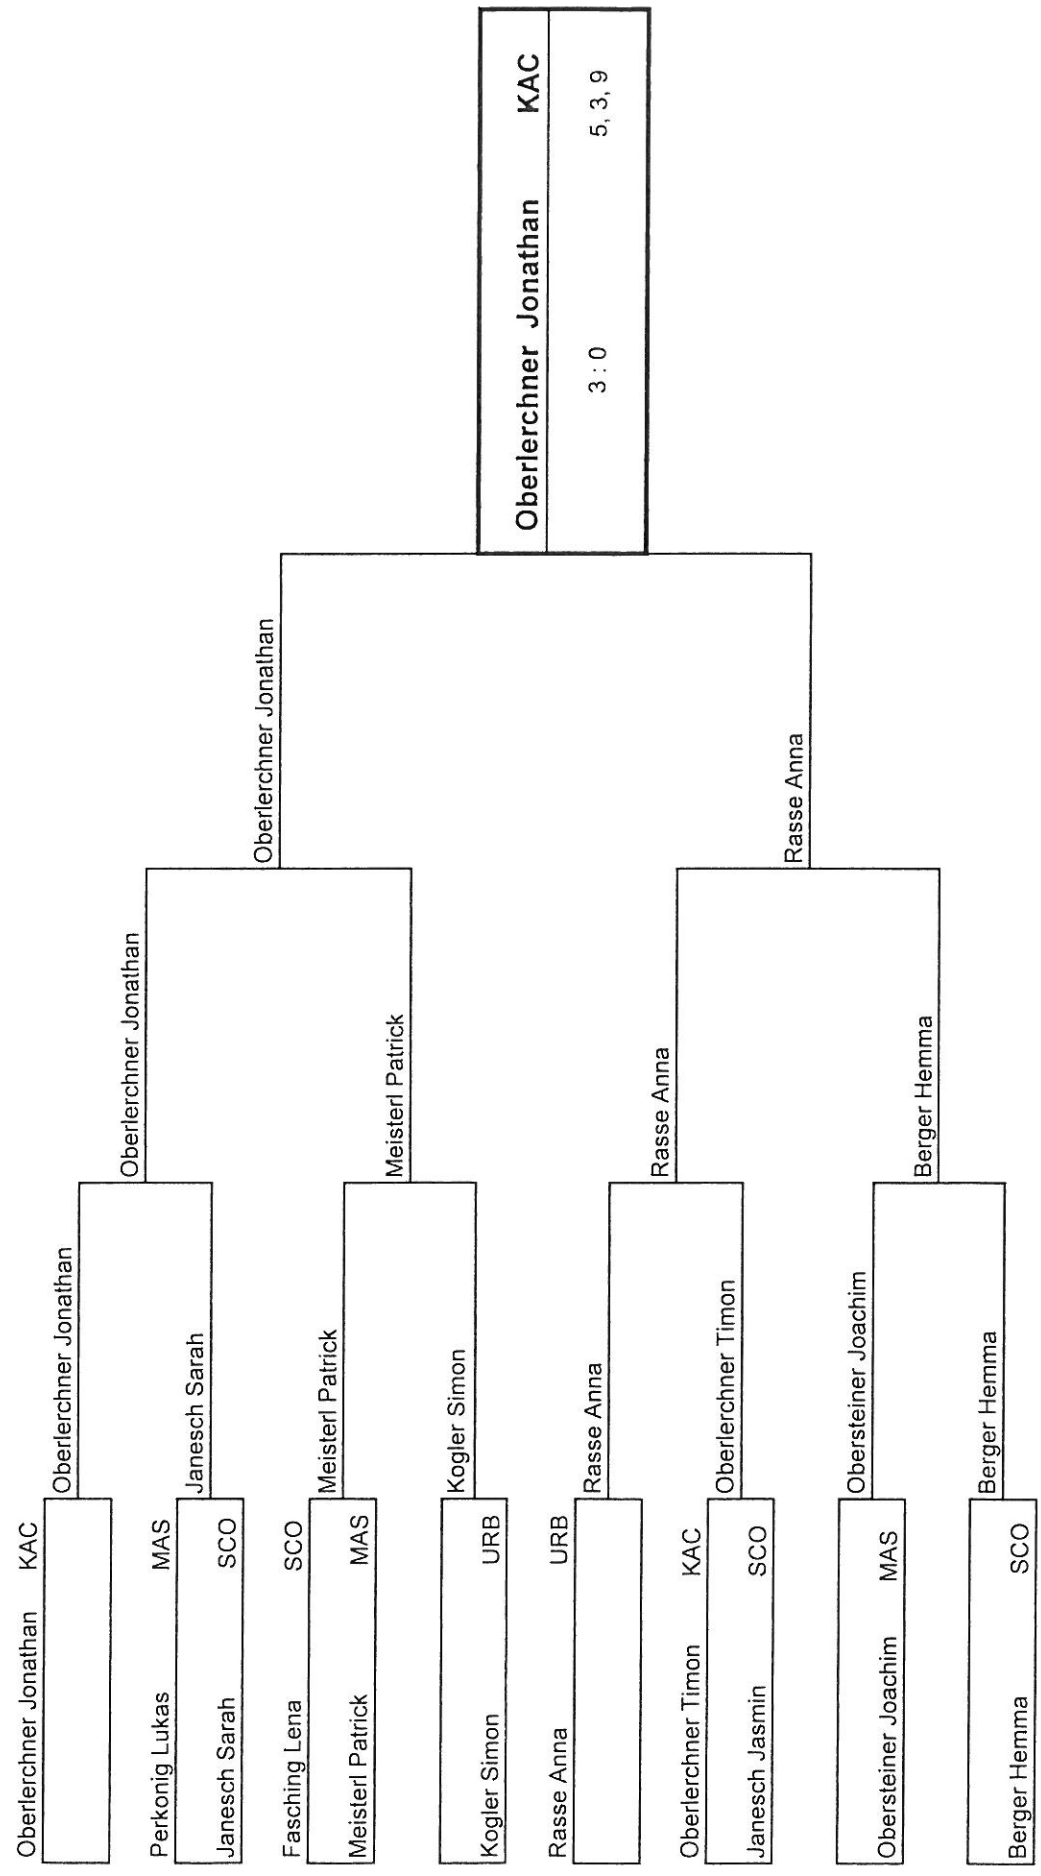 Oberlerchner Jonathan KAC
Perkonig Lukas MAS
Janesch Sarah SCO
Fasching Lena SCO
Meisterl Patrick MAS
Kogler Simon URB
Rasse Anna URB
Oberlerchner Timon KAC
Janesch Jasmin SCO
Obersteiner Joachim MAS
Berger Hemma SCO
Oberlerchner Jonathan
Janesch Sarah
Meisterl Patrick
Kogler Simon
Rasse Anna
Oberlerchner Timon
Obersteiner Joachim
Berger Hemma
Oberlerchner Jonathan
Meisterl Patrick
Rasse Anna
Berger Hemma
Oberlerchner Jonathan
Rasse Anna
Oberlerchner Jonathan KAC
3 : 0 5, 3, 9